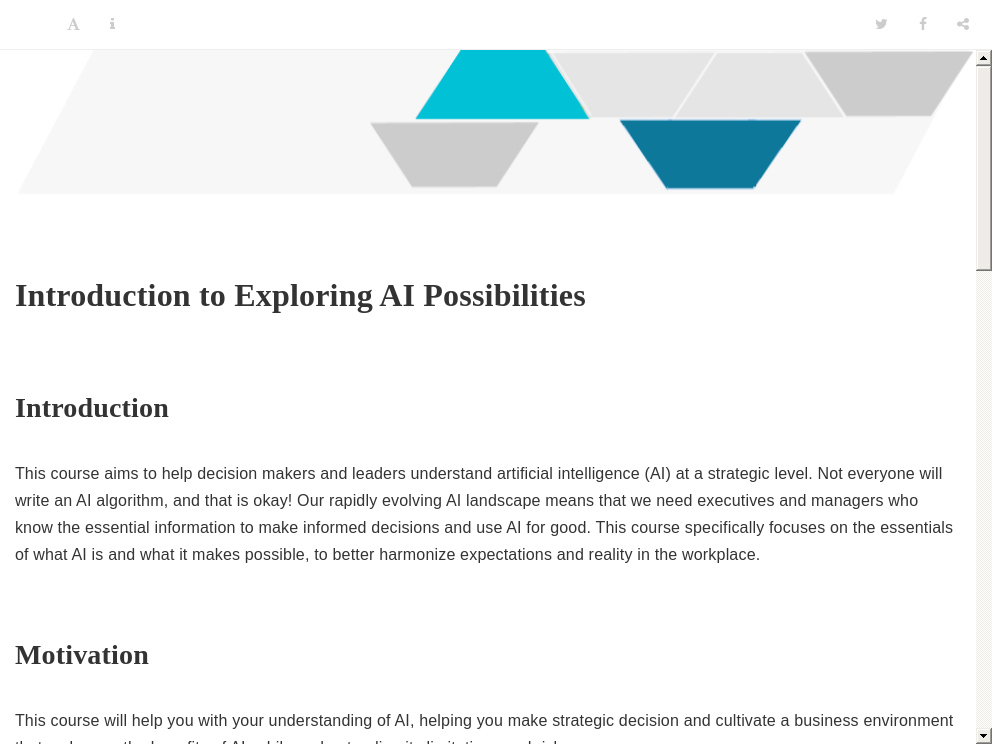 Introduction to Exploring AI Possibilities
Introduction
This course aims to help decision makers and leaders understand artificial intelligence (AI) at a strategic level. Not everyone will
write an AI algorithm, and that is okay! Our rapidly evolving AI landscape means that we need executives and managers who
know the essential information to make informed decisions and use AI for good. This course specifically focuses on the essentials
of what AI is and what it makes possible, to better harmonize expectations and reality in the workplace.
Motivation
This course will help you with your understanding of AI, helping you make strategic decision and cultivate a business environment